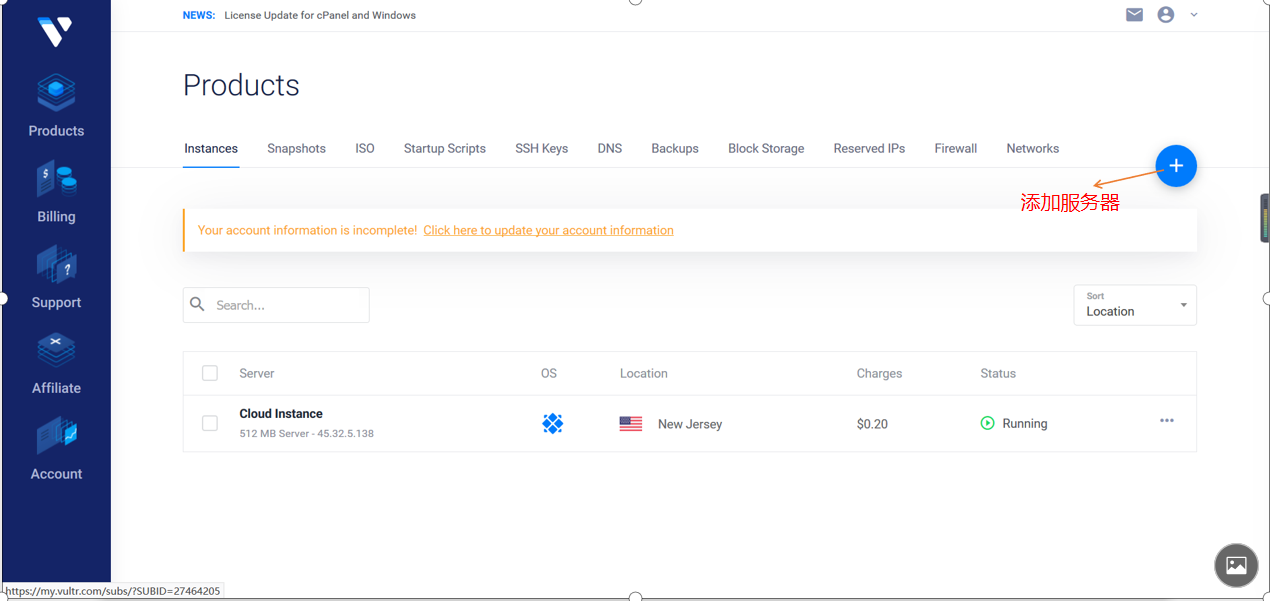 NEWS: License Update for cPanel and Windows
Products
Instances Snapshots ISO Startup Scripts SSH Keys DNS Backups Block Storage Reserved IPs Firewall Networks
+
添加服务器
Your account information is incomplete! Click here to update your account information
Search...
Sort
Location
Server OS Location Charges Status
Cloud Instance
512 MB Server - 45.32.5.138
New Jersey $0.20 Running
Products
$
Billing
?
Support
Affiliate
Account
https://my.vultr.com/subs/?SUBID=27464205